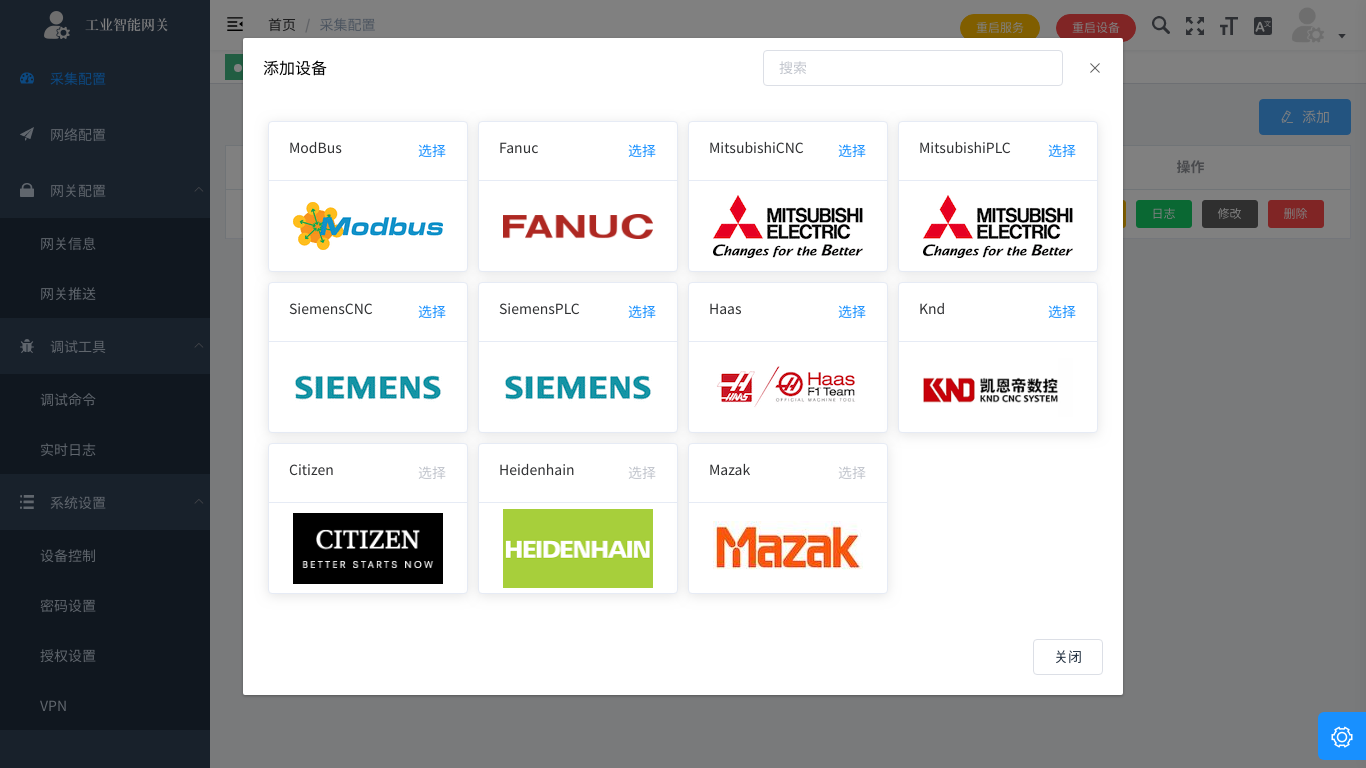 工业智能网关
首页 / 采集配置
重启服务
重启设备
采集配置
网络配置
网关配置
网关信息
网关推送
调试工具
调试命令
实时日志
系统设置
设备控制
密码设置
授权设置
VPN
添加
操作
日志
修改
删除
添加设备
搜索
ModBus 选择
Modbus
Fanuc 选择
FANUC
MitsubishiCNC 选择
MITSUBISHI
ELECTRIC
Changes for the Better
MitsubishiPLC 选择
MITSUBISHI
ELECTRIC
Changes for the Better
SiemensCNC 选择
SIEMENS
SiemensPLC 选择
SIEMENS
Haas 选择
HAAS
Haas
F1 Team
OFFICIAL MACHINE TOOL
Knd 选择
KND 凯恩帝数控
KND CNC SYSTEM
Citizen 选择
CITIZEN
BETTER STARTS NOW
Heidenhain 选择
HEIDENHAIN
Mazak 选择
Mazak
关闭